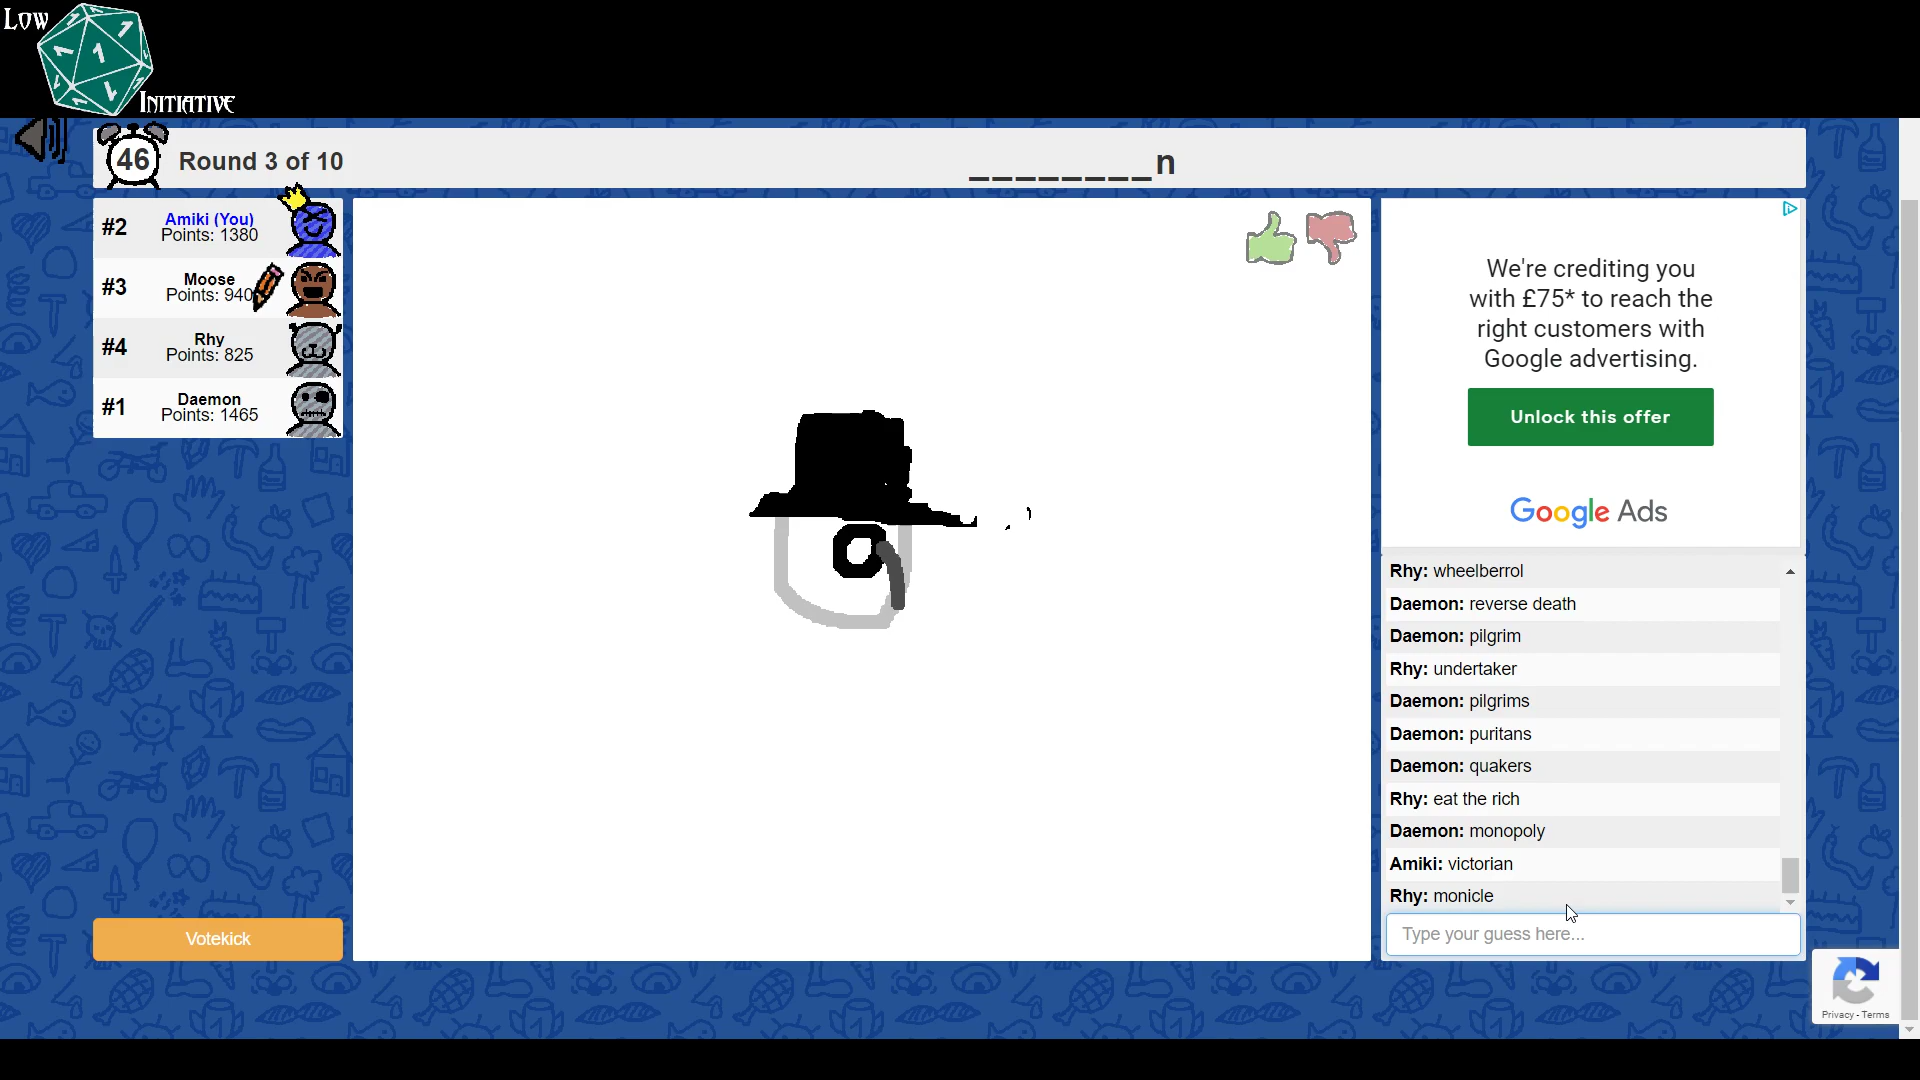 Low
Initiative
46
Round 3 of 10
________n
#2
Amiki (You)
Points: 1380
#3
Moose
Points: 940
#4
Rhy
Points: 825
#1
Daemon
Points: 1465
Votekick
We're crediting you
with £75* to reach the
right customers with
Google advertising.
Unlock this offer
Google Ads
Rhy: wheelberrol
Daemon: reverse death
Daemon: pilgrim
Rhy: undertaker
Daemon: pilgrims
Daemon: puritans
Daemon: quakers
Rhy: eat the rich
Daemon: monopoly
Amiki: victorian
Rhy: monicle
Type your guess here...
Privacy - Terms